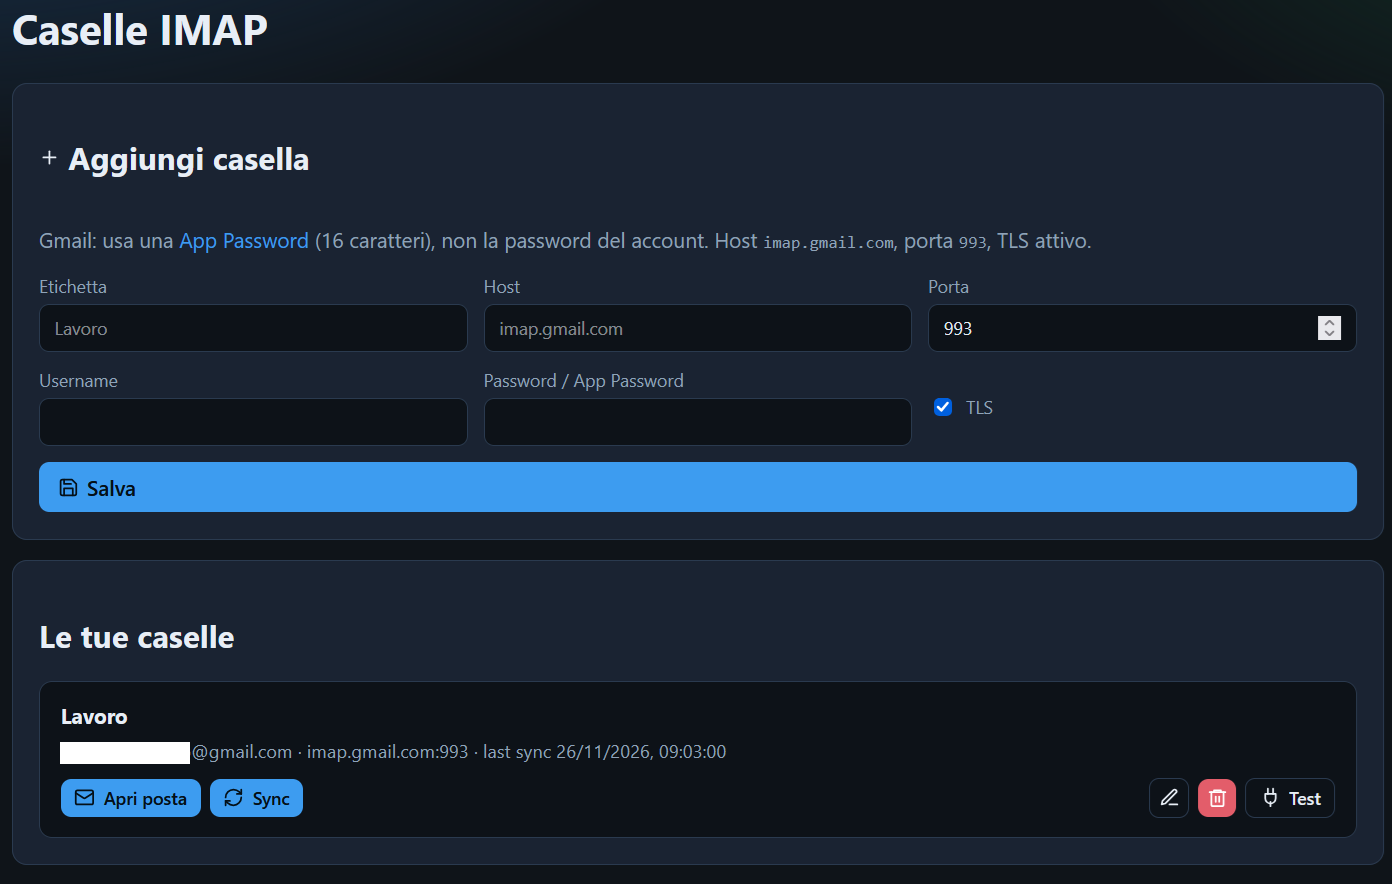 Caselle IMAP
+ Aggiungi casella
Gmail: usa una App Password (16 caratteri), non la password del account. Host imap.gmail.com, porta 993, TLS attivo.
Etichetta Host Porta
Lavoro imap.gmail.com 993
Username Password / App Password
TLS
Salva
Le tue caselle
Lavoro
@gmail.com · imap.gmail.com:993 · last sync 26/11/2026, 09:03:00
Apri posta Sync Test